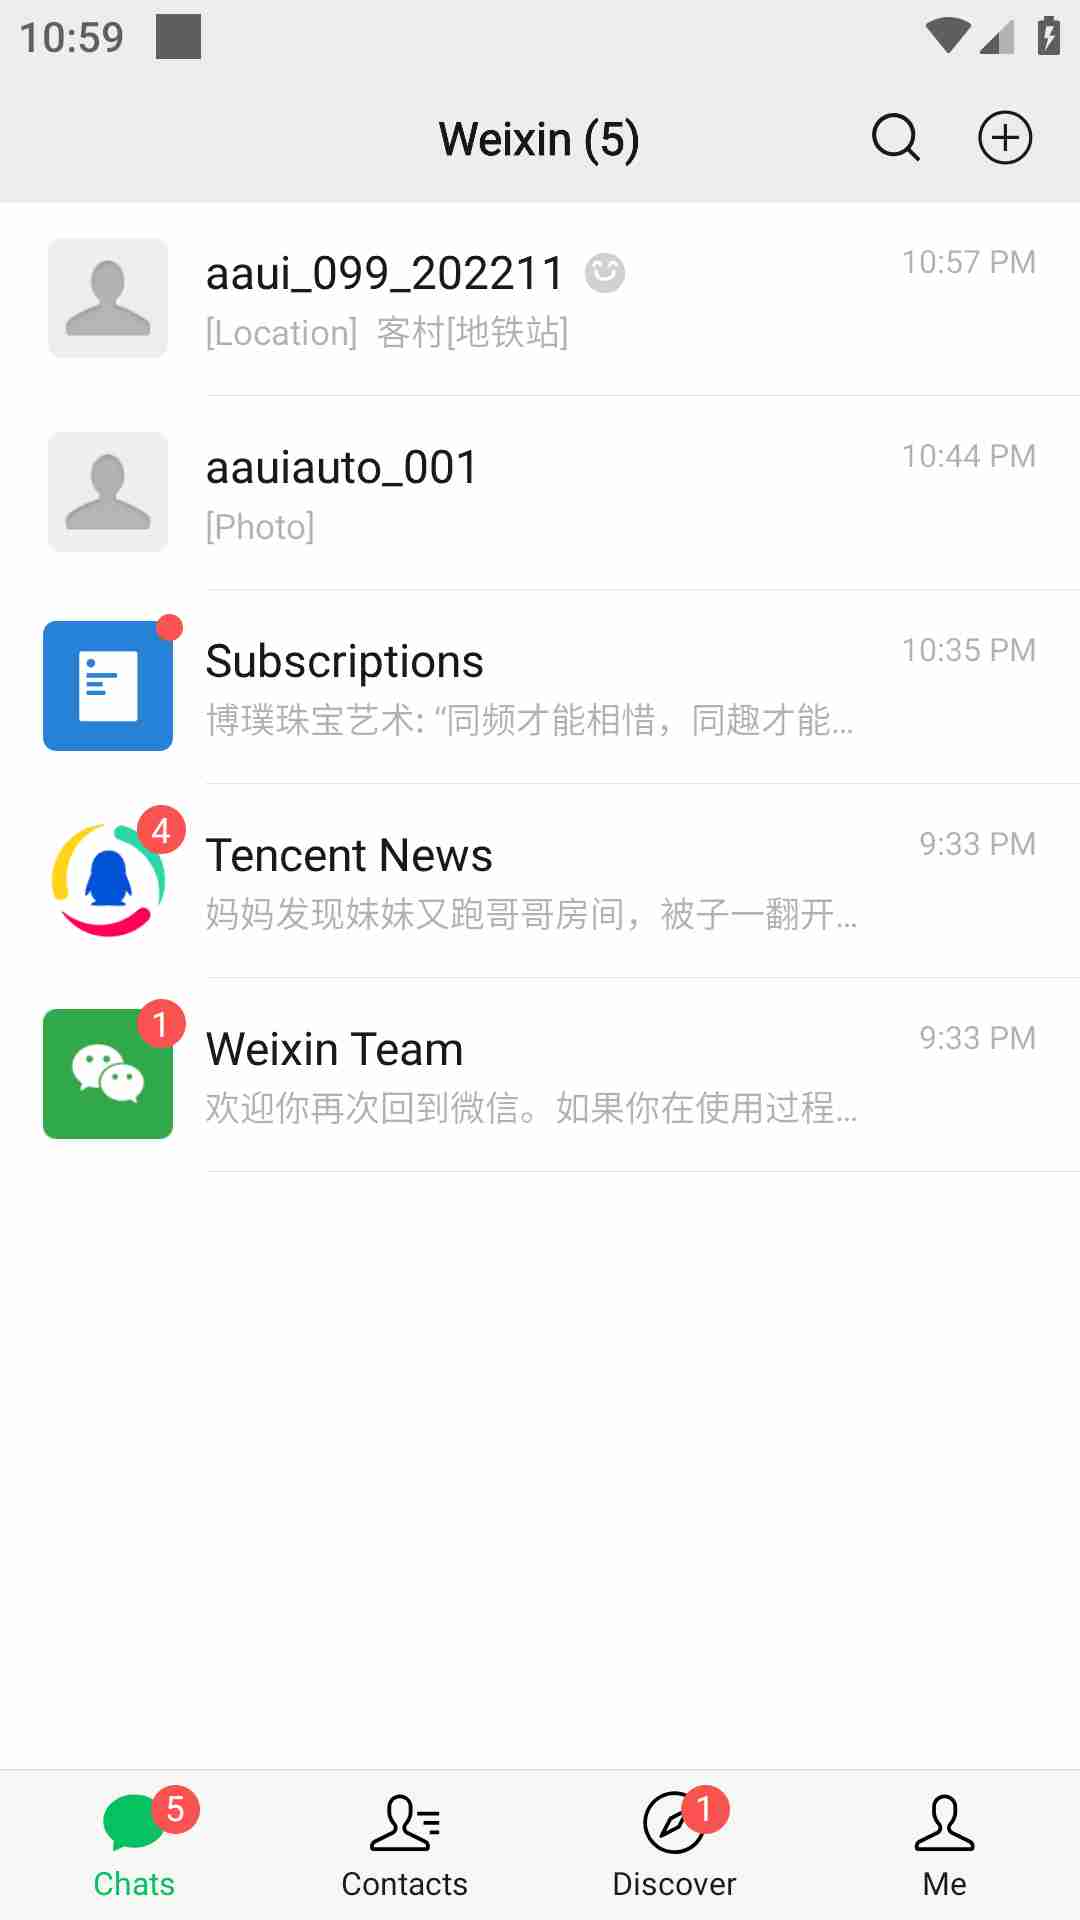 10:59
Weixin (5)
aaui_099_202211
10:57 PM
[Location] 客村[地铁站]
aauiauto_001
10:44 PM
[Photo]
Subscriptions
10:35 PM
博璞珠宝艺术: “同频才能相惜，同趣才能...
4
Tencent News
9:33 PM
妈妈发现妹妹又跑哥哥房间，被子一翻开...
1
Weixin Team
9:33 PM
欢迎你再次回到微信。如果你在使用过程...
5
1
Chats
Contacts
Discover
Me